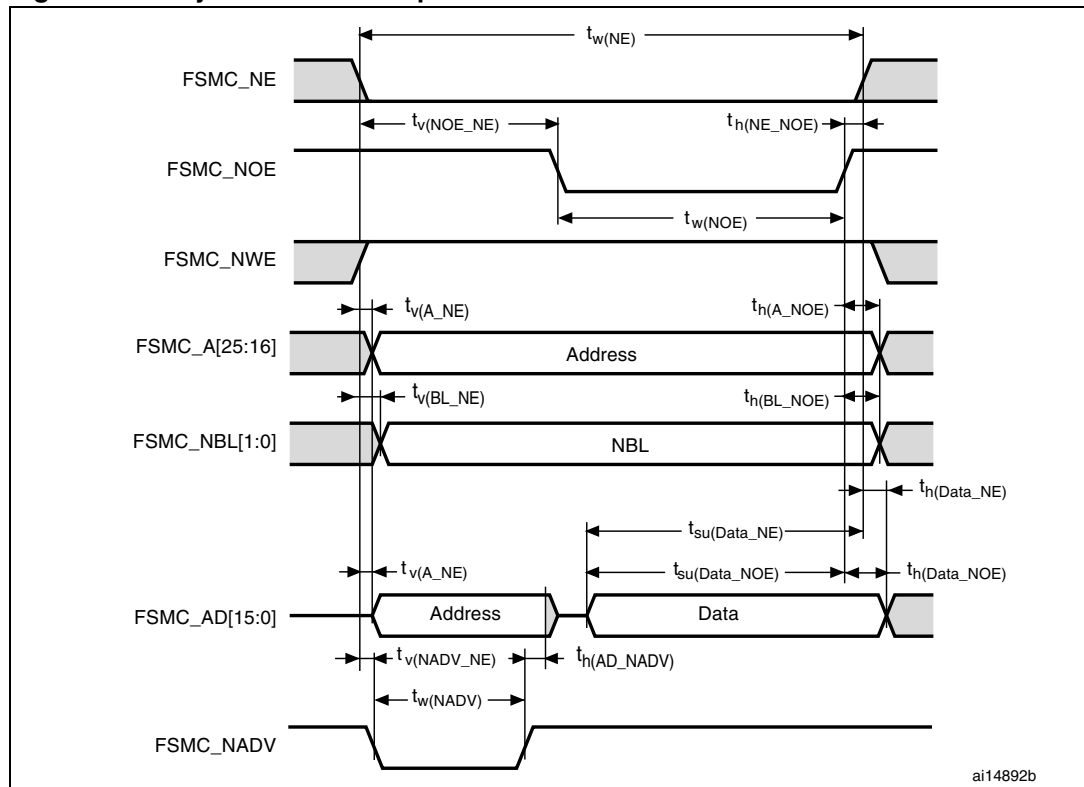 tw(NE)
FSMC_NE
tv(NOE_NE)
th(NE_NOE)
FSMC_NOE
tw(NOE)
FSMC_NWE
tv(A_NE)
th(A_NOE)
FSMC_A[25:16]
Address
tv(BL_NE)
th(BL_NOE)
FSMC_NBL[1:0]
NBL
th(Data_NE)
tsu(Data_NE)
tv(A_NE)
tsu(Data_NOE)
th(Data_NOE)
FSMC_AD[15:0]
Address
Data
tv(NADV_NE)
th(AD_NADV)
tw(NADV)
FSMC_NADV
ai14892b